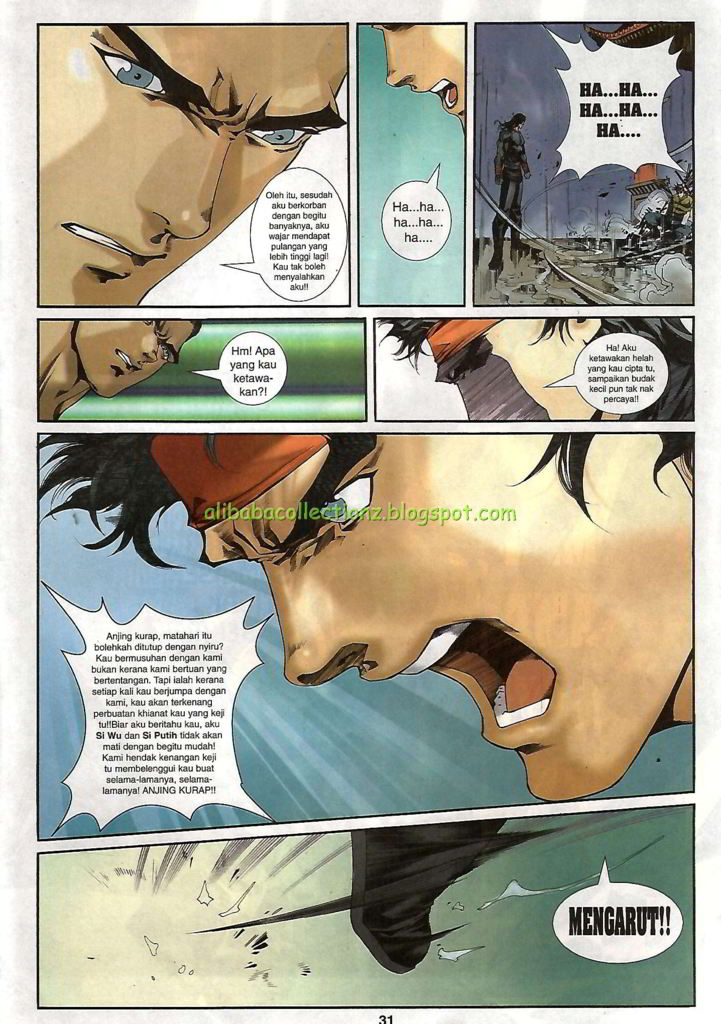 Oleh itu, sesudah
aku berkorban
dengan begitu
banyaknya, aku
wajar mendapat
pulangan yang
lebih tinggi lagi!
Kau tak boleh
menyalahkan
aku!!
Ha...ha...
ha...ha...
ha....
HA...HA...
HA...HA...
HA....
Hm! Apa
yang kau
ketawa-
kan?!
Ha! Aku
ketawakan helah
yang kau cipta tu,
sampaikan budak
kecil pun tak nak
percaya!!
alibabacollectionz.blogspot.com
Anjing kurap, matahari itu
bolehkah ditutup dengan nyiru?
Kau bermusuhan dengan kami
bukan kerana kami bertuan yang
bertentangan. Tapi ialah kerana
setiap kali kau berjumpa dengan
kami, kau akan terkenang
perbuatan khianat kau yang keji
tu!!Biar aku beritahu kau, aku
Si Wu dan Si Putih tidak akan
mati dengan begitu mudah!
Kami hendak kenangan keji
tu membelenggui kau buat
selama-lamanya, selama-
lamanya! ANJING KURAP!!
MENGARUT!!
31